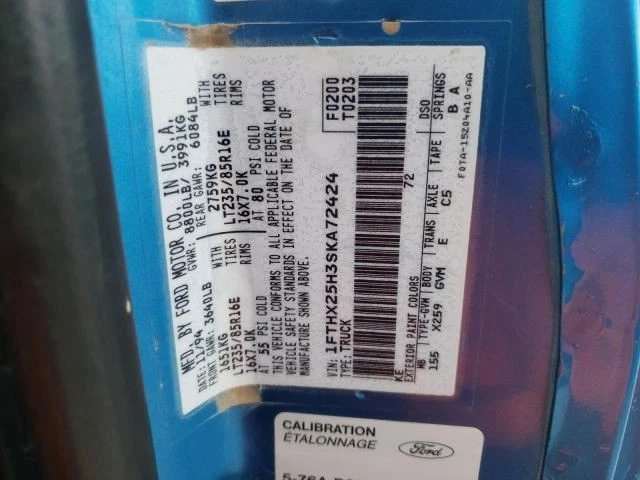 MFD. BY FORD MOTOR CO. IN U.S.A.
DATE: 11/94 GVWR: 8800LB/ 3991KG
FRONT GAWR: 3640LB REAR GAWR: 6084LB
1651KG 2759KG WITH
LT235/85R16E LT235/85R16E TIRES
16X7.0K 16X7.0K RIMS
AT 55 PSI COLD AT 80 PSI COLD
THIS VEHICLE CONFORMS TO ALL APPLICABLE FEDERAL MOTOR
VEHICLE SAFETY STANDARDS IN EFFECT ON THE DATE OF
MANUFACTURE SHOWN ABOVE.
WITH
TIRES
RIMS
VIN: 1FTHX25H3SKA72424
TYPE: TRUCK
F0200
T0203
KE 72
EXTERIOR PAINT COLORS DSO
MB TYPE-GVM BODY TRANS AXLE TAPE SPRINGS
155 X259 GVM E C5 B A
F0TA-15204A10-AA
CALIBRATION
ÉTALONNAGE
Ford